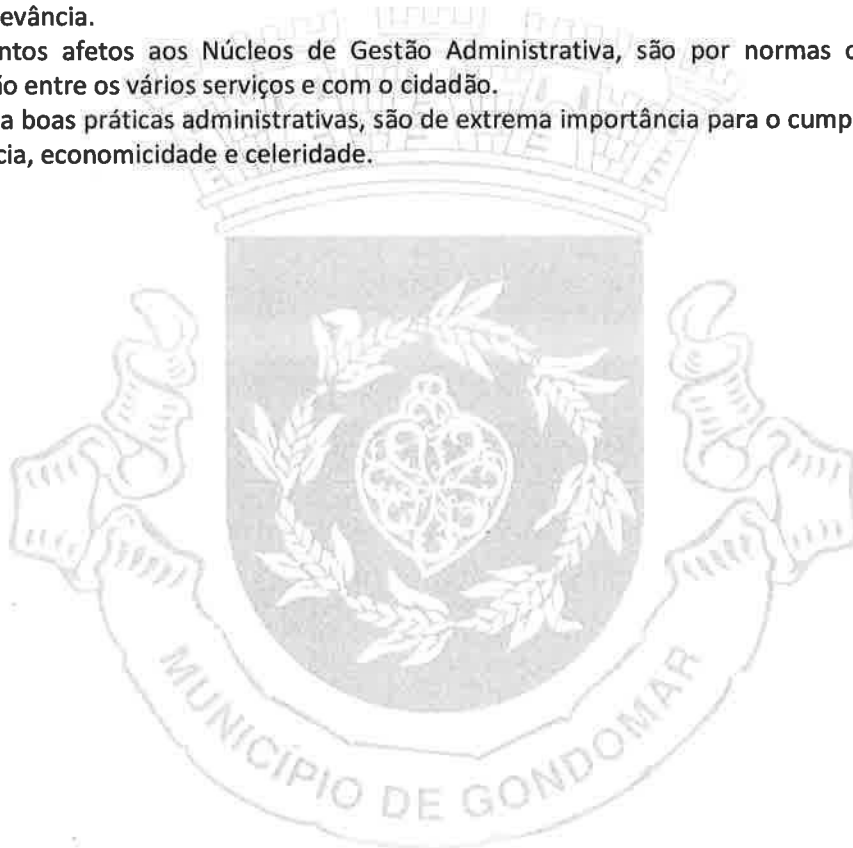 evância.
ntos afetos aos Núcleos de Gestão Administrativa, são por normas c
ão entre os vários serviços e com o cidadão.
a boas práticas administrativas, são de extrema importância para o cump
cia, economicidade e celeridade.
MUNICÍPIO DE GONDOMAR